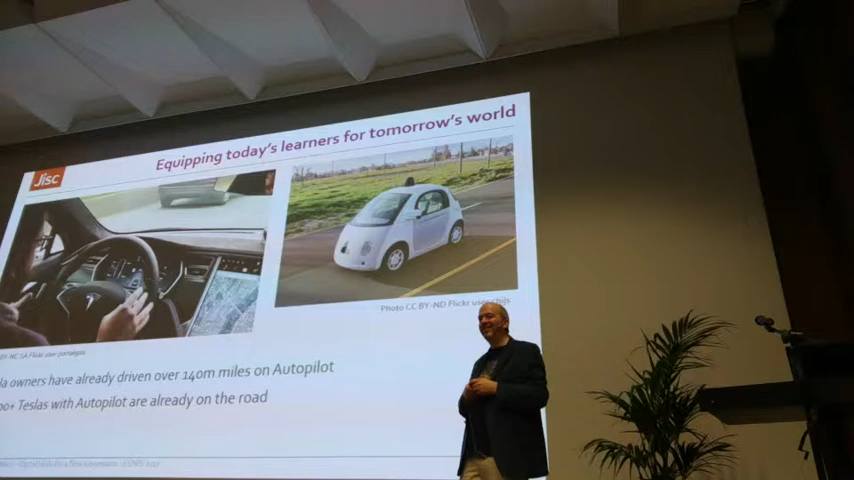 Equipping today's learners for tomorrow's world
Jisc
Photo CC BY-ND Flickr user
la owners have already driven over 140m miles on Autipilot
00+ Teslas with Autopilot are already on the road